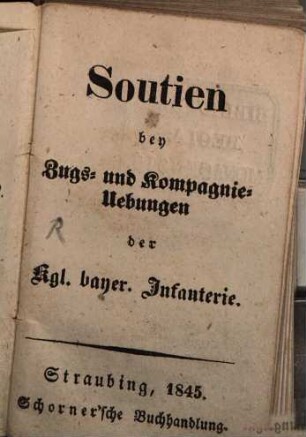 Soutien
bey
Zugs- und Kompagnie-
Uebungen
der
Kgl. bayer. Infanterie.
Straubing, 1845.
Schorner'sche Buchhandlung.